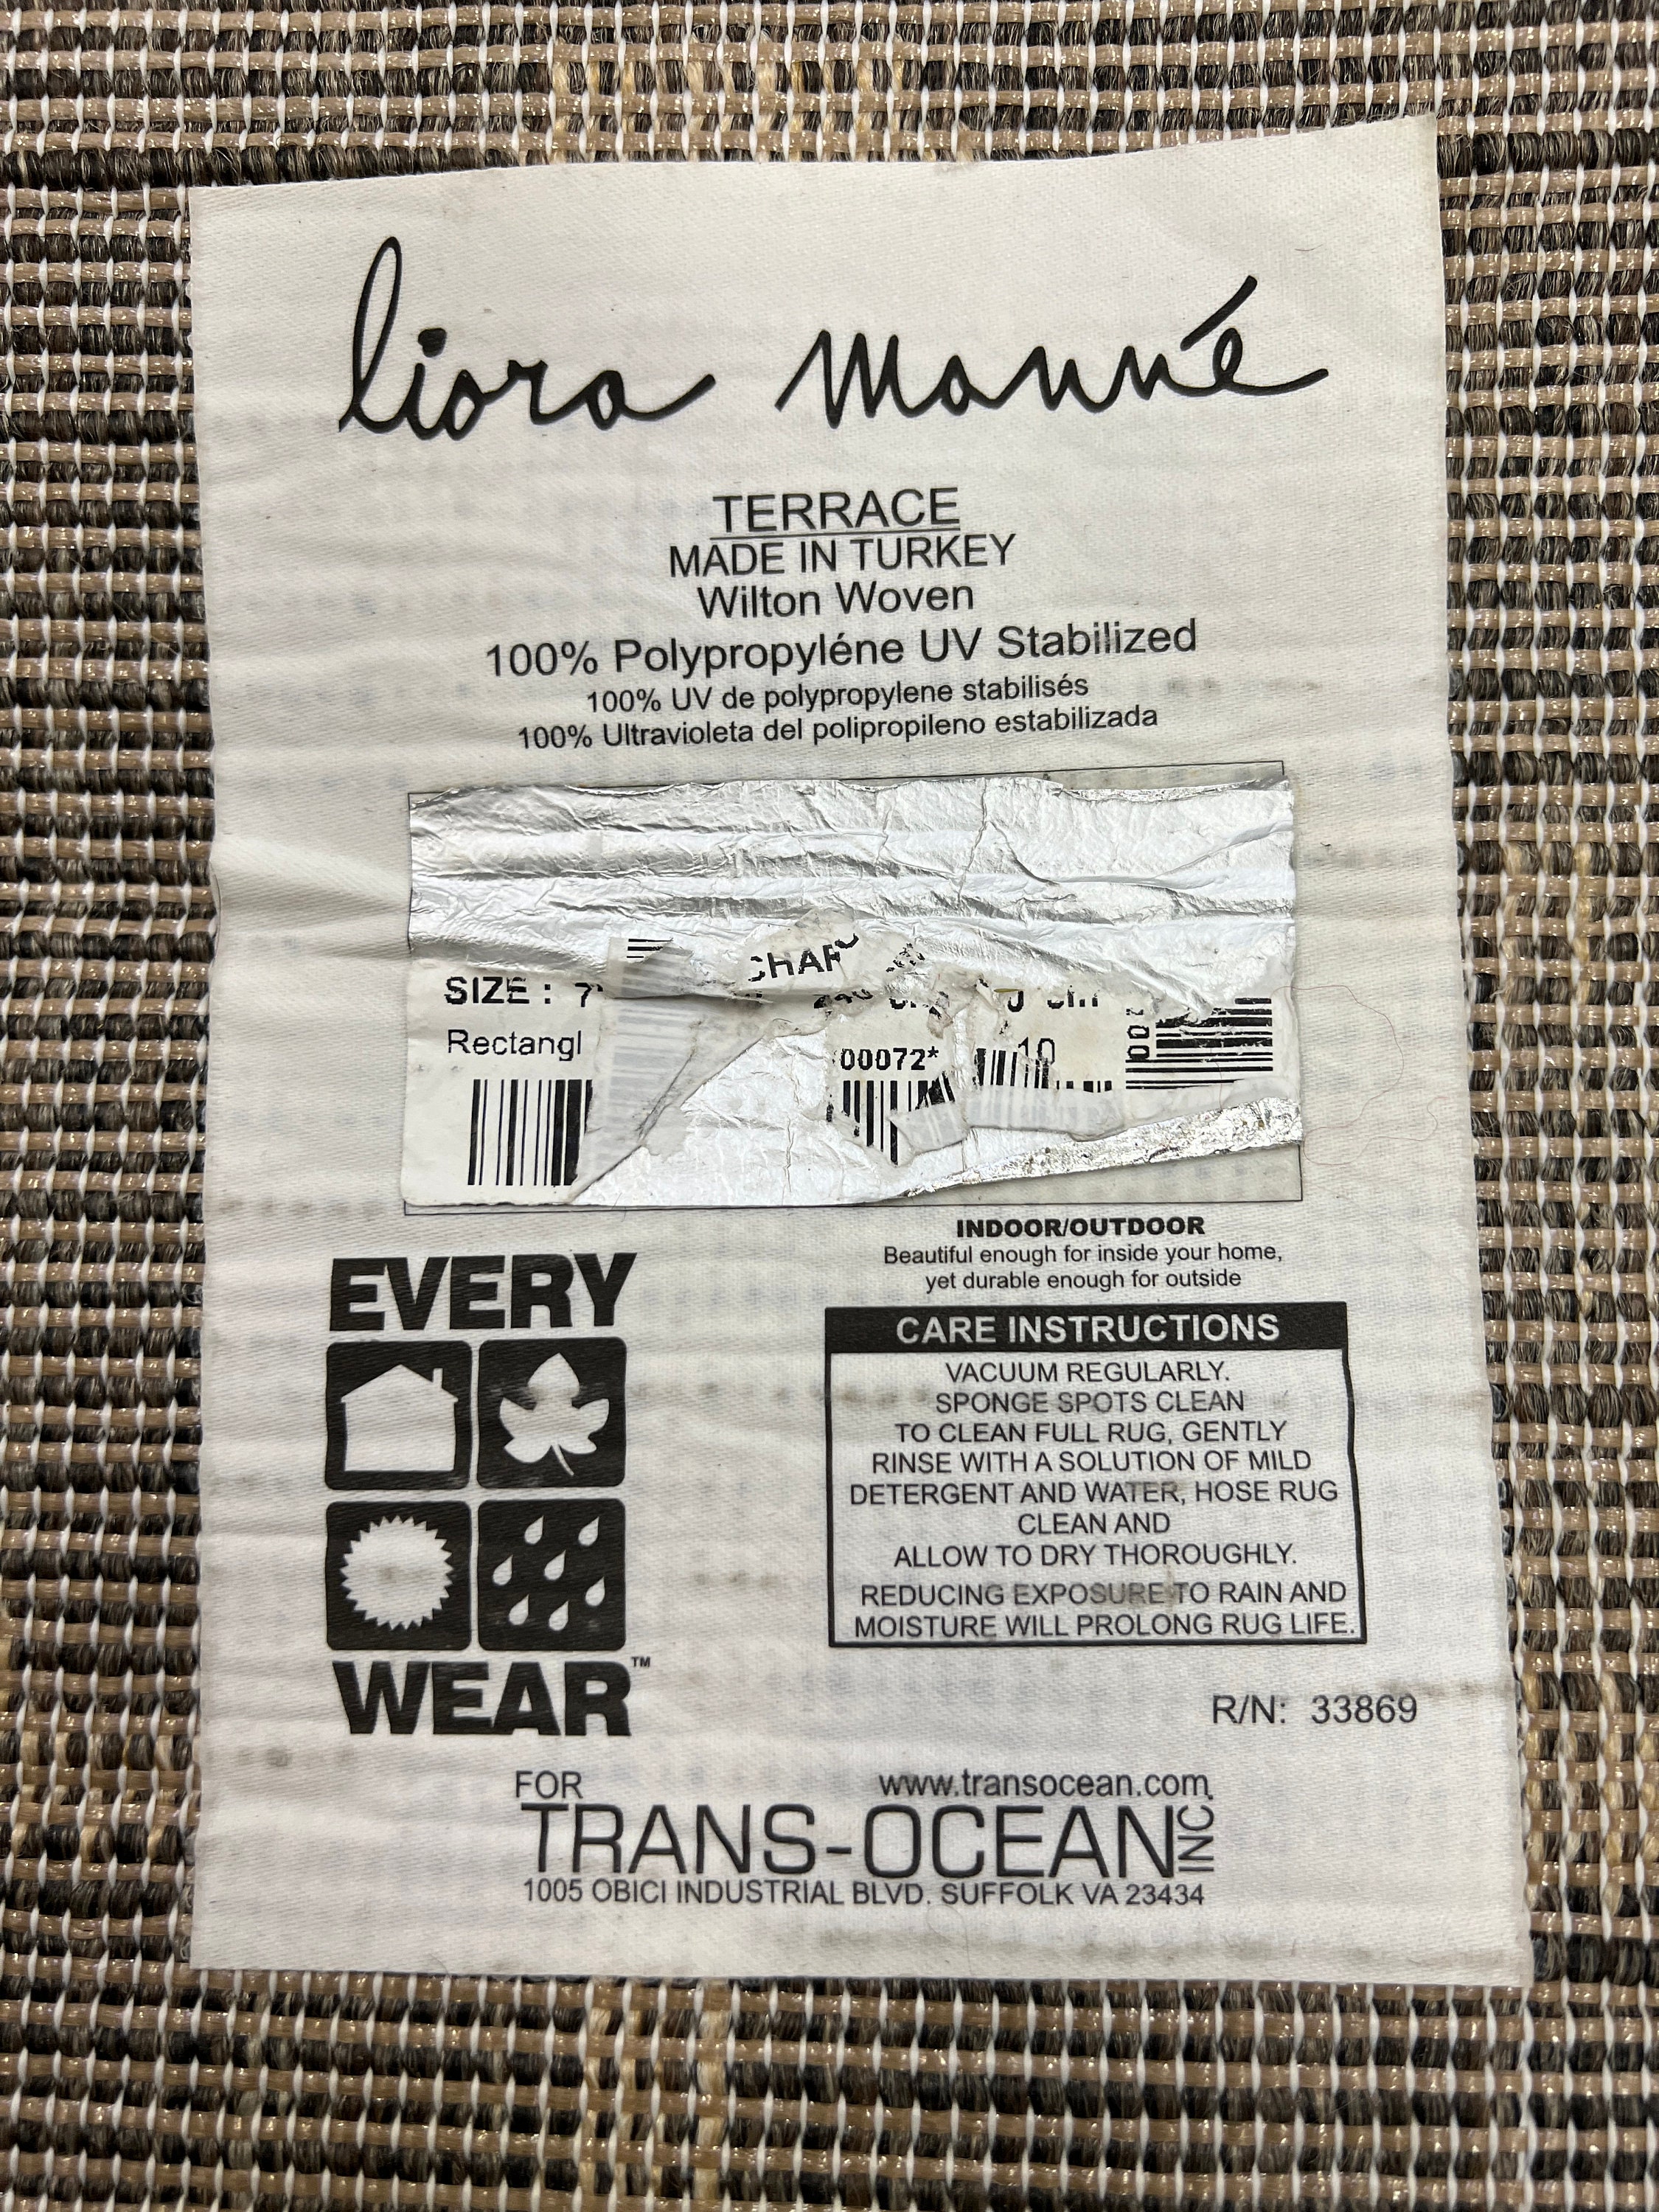 liora manné
TERRACE
MADE IN TURKEY
Wilton Woven
100% Polypropyléne UV Stabilized
100% UV de polypropylene stabilisés
100% Ultravioleta del polipropileno estabilizada
CHAR
SIZE : 7'
Rectangl
00072*
10
INDOOR/OUTDOOR
Beautiful enough for inside your home,
yet durable enough for outside
EVERY
WEAR™
CARE INSTRUCTIONS
VACUUM REGULARLY.
SPONGE SPOTS CLEAN
TO CLEAN FULL RUG, GENTLY
RINSE WITH A SOLUTION OF MILD
DETERGENT AND WATER, HOSE RUG
CLEAN AND
ALLOW TO DRY THOROUGHLY.
REDUCING EXPOSURE TO RAIN AND
MOISTURE WILL PROLONG RUG LIFE.
R/N: 33869
FOR
www.transocean.com
TRANS-OCEAN INC.
1005 OBICI INDUSTRIAL BLVD. SUFFOLK VA 23434